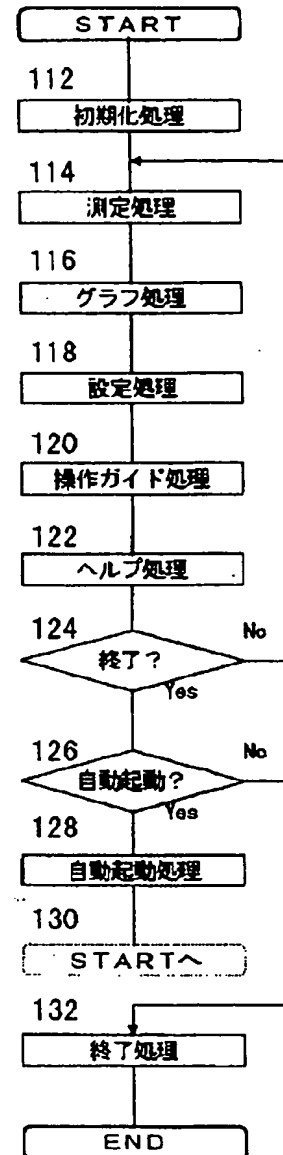 START
112
初期化処理
114
測定処理
116
グラフ処理
118
設定処理
120
操作ガイド処理
122
ヘルプ処理
124
No
終了?
Yes
126
No
自動起動?
Yes
128
自動起動処理
130
STARTへ
132
終了処理
END